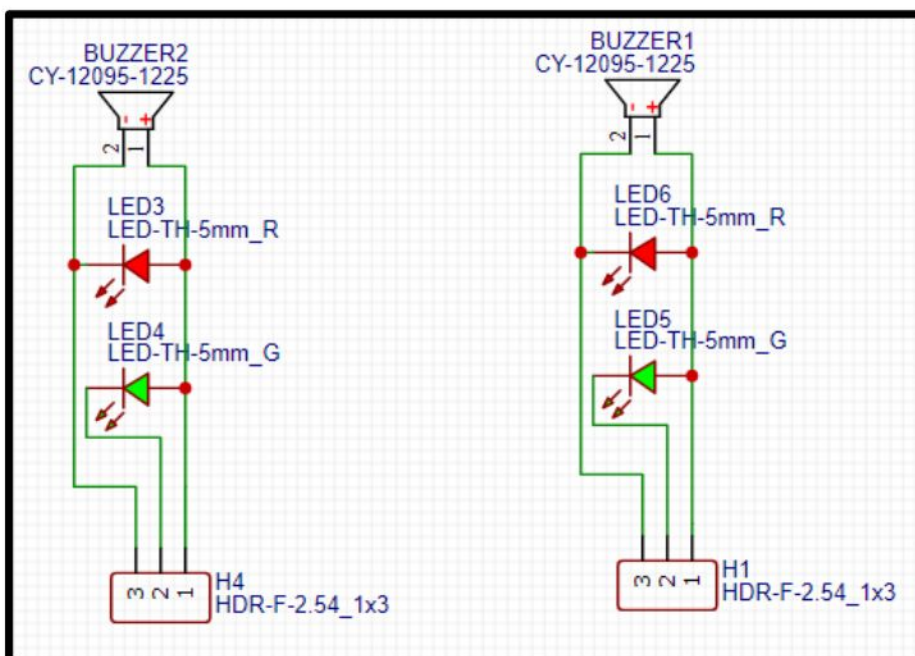 BUZZER2
CY-12095-1225
- +
2 1
LED3
LED-TH-5mm_R
LED4
LED-TH-5mm_G
3 2 1
H4
HDR-F-2.54_1x3
BUZZER1
CY-12095-1225
- +
2 1
LED6
LED-TH-5mm_R
LED5
LED-TH-5mm_G
3 2 1
H1
HDR-F-2.54_1x3